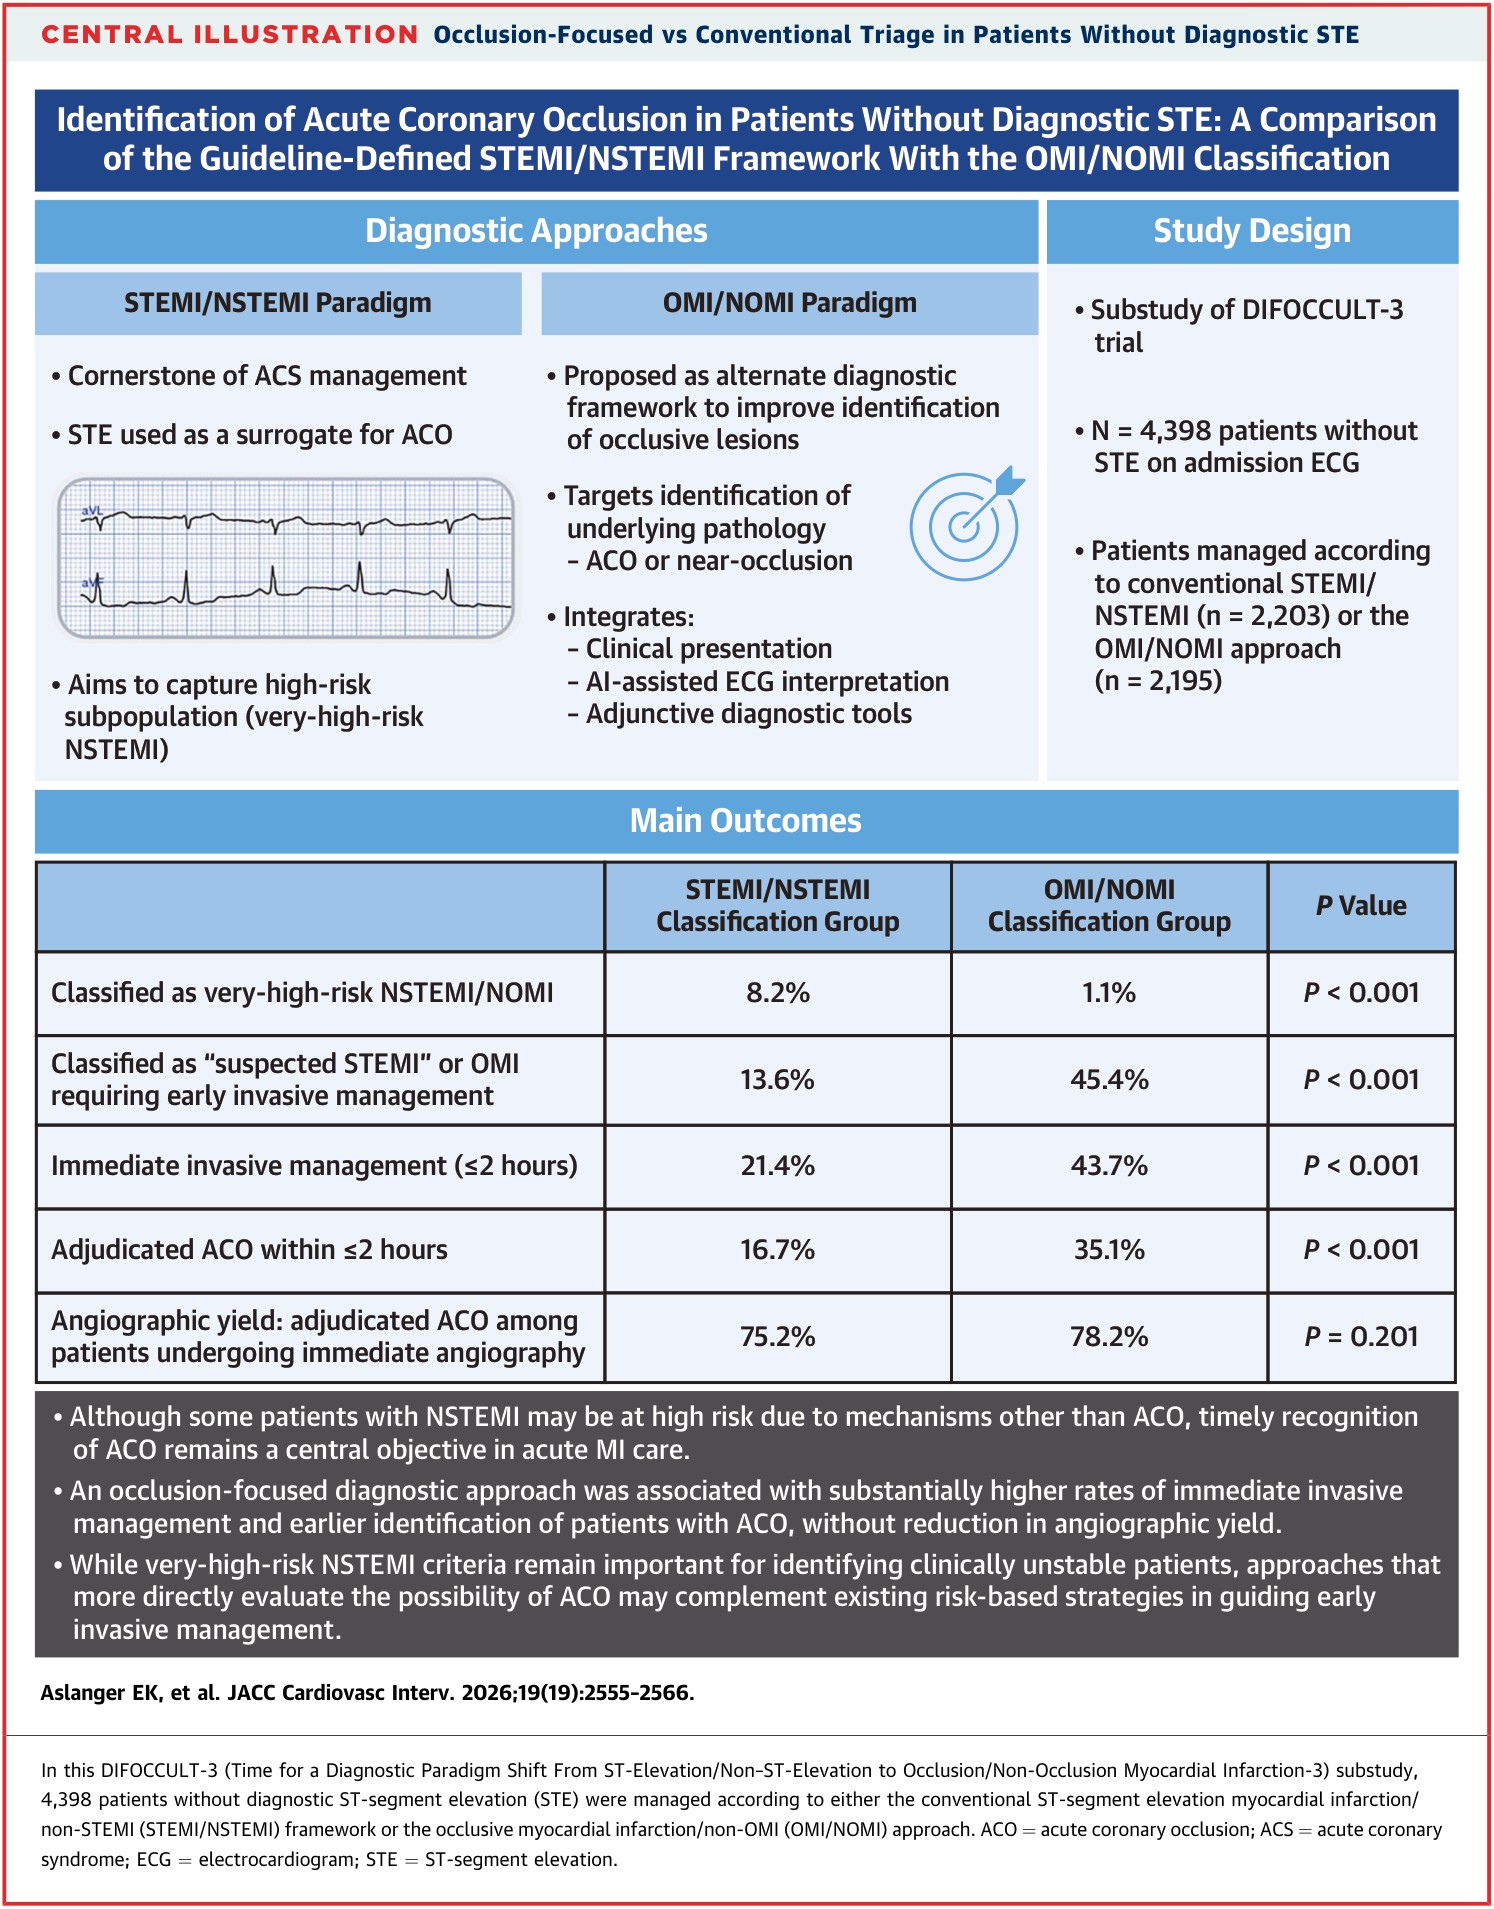 CENTRAL ILLUSTRATION Occlusion-Focused vs Conventional Triage in Patients Without Diagnostic STE
Identification of Acute Coronary Occlusion in Patients Without Diagnostic STE: A Comparison
of the Guideline-Defined STEMI/NSTEMI Framework With the OMI/NOMI Classification
Diagnostic Approaches
STEMI/NSTEMI Paradigm
• Cornerstone of ACS management
• STE used as a surrogate for ACO
aVL
aVF
• Aims to capture high-risk
subpopulation (very-high-risk
NSTEMI)
OMI/NOMI Paradigm
• Proposed as alternate diagnostic
framework to improve identification
of occlusive lesions
• Targets identification of
underlying pathology
– ACO or near-occlusion
• Integrates:
– Clinical presentation
– AI-assisted ECG interpretation
– Adjunctive diagnostic tools
Study Design
• Substudy of DIFOCCULT-3
trial
• N = 4,398 patients without
STE on admission ECG
• Patients managed according
to conventional STEMI/
NSTEMI (n = 2,203) or the
OMI/NOMI approach
(n = 2,195)
Main Outcomes
STEMI/NSTEMI
Classification Group
OMI/NOMI
Classification Group
P Value
Classified as very-high-risk NSTEMI/NOMI
8.2%
1.1%
P < 0.001
Classified as “suspected STEMI” or OMI
requiring early invasive management
13.6%
45.4%
P < 0.001
Immediate invasive management (≤2 hours)
21.4%
43.7%
P < 0.001
Adjudicated ACO within ≤2 hours
16.7%
35.1%
P < 0.001
Angiographic yield: adjudicated ACO among
patients undergoing immediate angiography
75.2%
78.2%
P = 0.201
• Although some patients with NSTEMI may be at high risk due to mechanisms other than ACO, timely recognition
of ACO remains a central objective in acute MI care.
• An occlusion-focused diagnostic approach was associated with substantially higher rates of immediate invasive
management and earlier identification of patients with ACO, without reduction in angiographic yield.
• While very-high-risk NSTEMI criteria remain important for identifying clinically unstable patients, approaches that
more directly evaluate the possibility of ACO may complement existing risk-based strategies in guiding early
invasive management.
Aslanger EK, et al. JACC Cardiovasc Interv. 2026;19(19):2555–2566.
In this DIFOCCULT-3 (Time for a Diagnostic Paradigm Shift From ST-Elevation/Non–ST-Elevation to Occlusion/Non-Occlusion Myocardial Infarction-3) substudy,
4,398 patients without diagnostic ST-segment elevation (STE) were managed according to either the conventional ST-segment elevation myocardial infarction/
non-STEMI (STEMI/NSTEMI) framework or the occlusive myocardial infarction/non-OMI (OMI/NOMI) approach. ACO = acute coronary occlusion; ACS = acute coronary
syndrome; ECG = electrocardiogram; STE = ST-segment elevation.